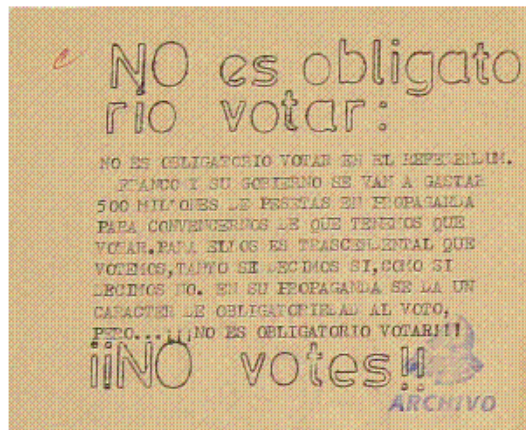 NO es obligato
rio votar:
NO ES OBLIGATORIO VOTAR EN EL REFERENDUM.
FRANCO Y SU GOBIERNO SE VAN A GASTAR
500 MILLONES DE PESETAS EN PROPAGANDA
PARA CONVENCERNOS DE QUE TENEMOS QUE
VOTAR.PARA ELLOS ES TRASCENDENTAL QUE
VOTEMOS,TANTO SI DECIMOS SI,COMO SI
DECIMOS NO. EN SU PROPAGANDA SE DA UN
CARACTER DE OBLIGATORIEDAD AL VOTO,
PERO...¡¡¡NO ES OBLIGATORIO VOTAR!!!
¡¡NO votes!!
ARCHIVO